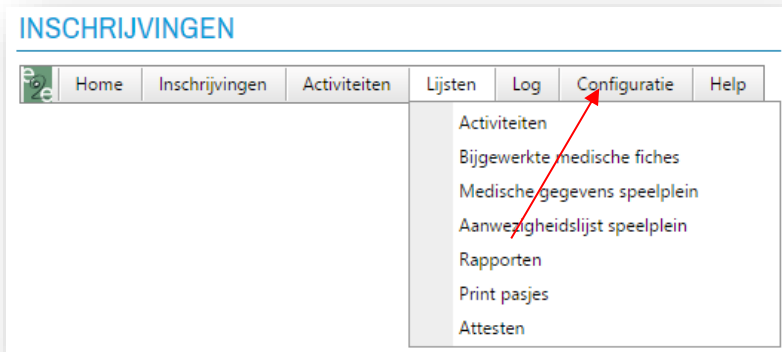 INSCHRIJVINGEN
e2e Home Inschrijvingen Activiteiten Lijsten Log Configuratie Help
Activiteiten
Bijgewerkte medische fiches
Medische gegevens speelplein
Aanwezigheidslijst speelplein
Rapporten
Print pasjes
Attesten